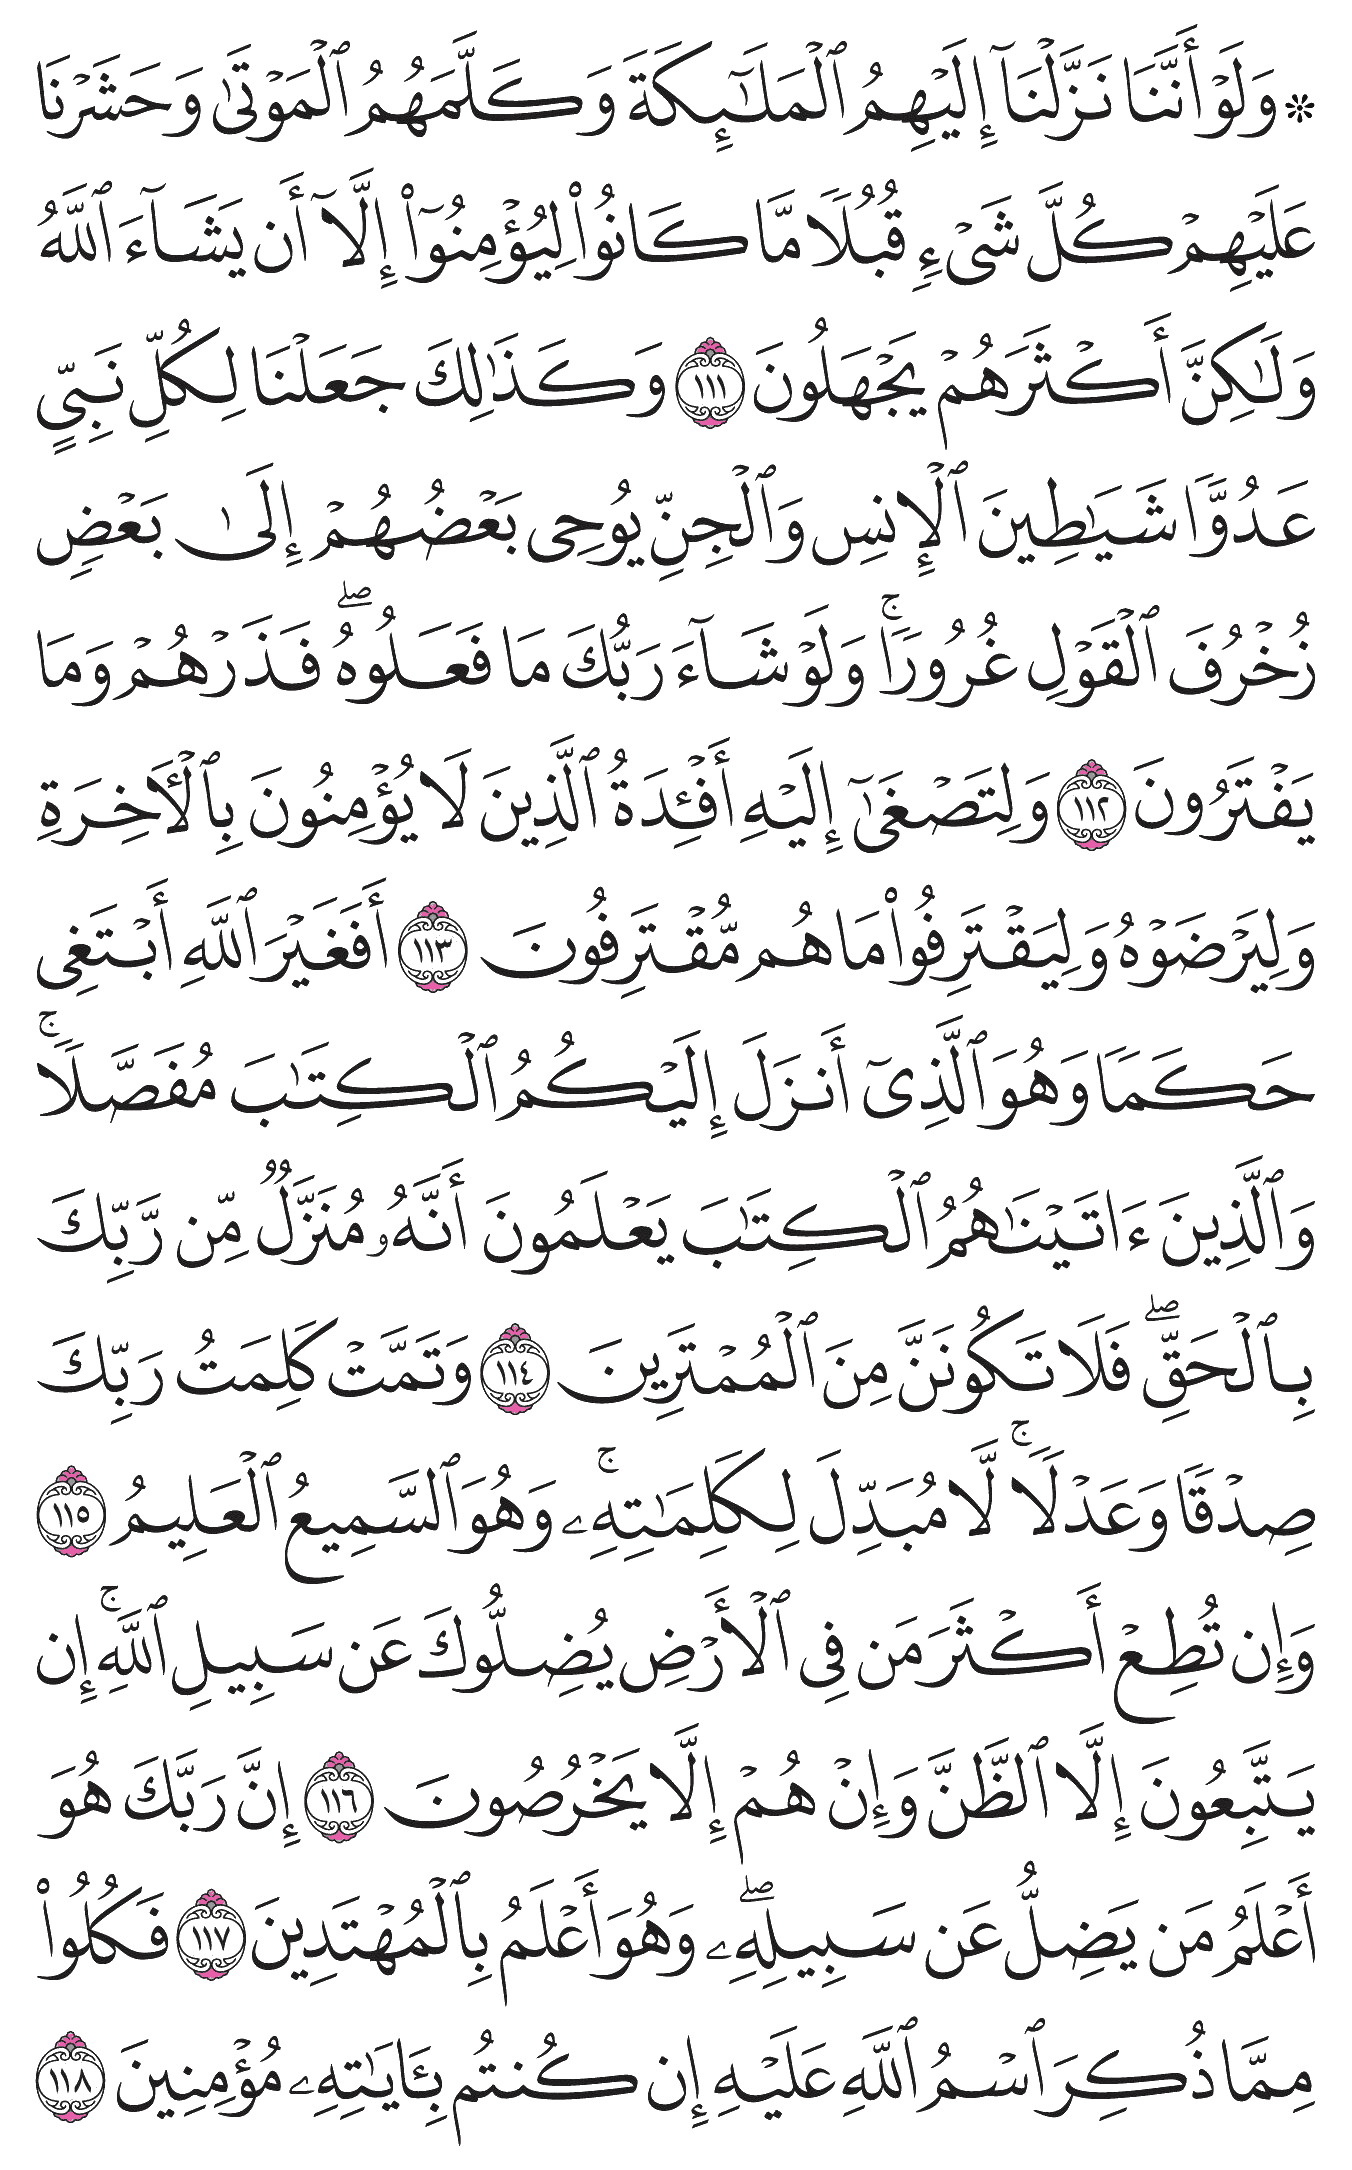 ۞ وَلَوْ أَنَّنَا نَزَّلْنَآ إِلَيْهِمُ ٱلْمَلَـٰٓئِكَةَ وَكَلَّمَهُمُ ٱلْمَوْتَىٰ وَحَشَرْنَا
عَلَيْهِمْ كُلَّ شَىْءٍ قُبُلًا مَّا كَانُوا۟ لِيُؤْمِنُوٓا۟ إِلَّآ أَن يَشَآءَ ٱللَّهُ
وَلَـٰكِنَّ أَكْثَرَهُمْ يَجْهَلُونَ ١١١ وَكَذَٰلِكَ جَعَلْنَا لِكُلِّ نَبِىٍّ
عَدُوًّا شَيَـٰطِينَ ٱلْإِنسِ وَٱلْجِنِّ يُوحِى بَعْضُهُمْ إِلَىٰ بَعْضٍ
زُخْرُفَ ٱلْقَوْلِ غُرُورًا ۚ وَلَوْ شَآءَ رَبُّكَ مَا فَعَلُوهُ ۖ فَذَرْهُمْ وَمَا
يَفْتَرُونَ ١١٢ وَلِتَصْغَىٰٓ إِلَيْهِ أَفْـِٔدَةُ ٱلَّذِينَ لَا يُؤْمِنُونَ بِٱلْـَٔاخِرَةِ
وَلِيَرْضَوْهُ وَلِيَقْتَرِفُوا۟ مَا هُم مُّقْتَرِفُونَ ١١٣ أَفَغَيْرَ ٱللَّهِ أَبْتَغِى
حَكَمًا وَهُوَ ٱلَّذِىٓ أَنزَلَ إِلَيْكُمُ ٱلْكِتَـٰبَ مُفَصَّلًا ۚ
وَٱلَّذِينَ ءَاتَيْنَـٰهُمُ ٱلْكِتَـٰبَ يَعْلَمُونَ أَنَّهُۥ مُنَزَّلٌ مِّن رَّبِّكَ
بِٱلْحَقِّ ۖ فَلَا تَكُونَنَّ مِنَ ٱلْمُمْتَرِينَ ١١٤ وَتَمَّتْ كَلِمَتُ رَبِّكَ
صِدْقًا وَعَدْلًا ۚ لَّا مُبَدِّلَ لِكَلِمَـٰتِهِۦ ۚ وَهُوَ ٱلسَّمِيعُ ٱلْعَلِيمُ ١١٥
وَإِن تُطِعْ أَكْثَرَ مَن فِى ٱلْأَرْضِ يُضِلُّوكَ عَن سَبِيلِ ٱللَّهِ ۚ إِن
يَتَّبِعُونَ إِلَّا ٱلظَّنَّ وَإِنْ هُمْ إِلَّا يَخْرُصُونَ ١١٦ إِنَّ رَبَّكَ هُوَ
أَعْلَمُ مَن يَضِلُّ عَن سَبِيلِهِۦ ۖ وَهُوَ أَعْلَمُ بِٱلْمُهْتَدِينَ ١١٧ فَكُلُوا۟
مِمَّا ذُكِرَ ٱسْمُ ٱللَّهِ عَلَيْهِ إِن كُنتُم بِـَٔايَـٰتِهِۦ مُؤْمِنِينَ ١١٨